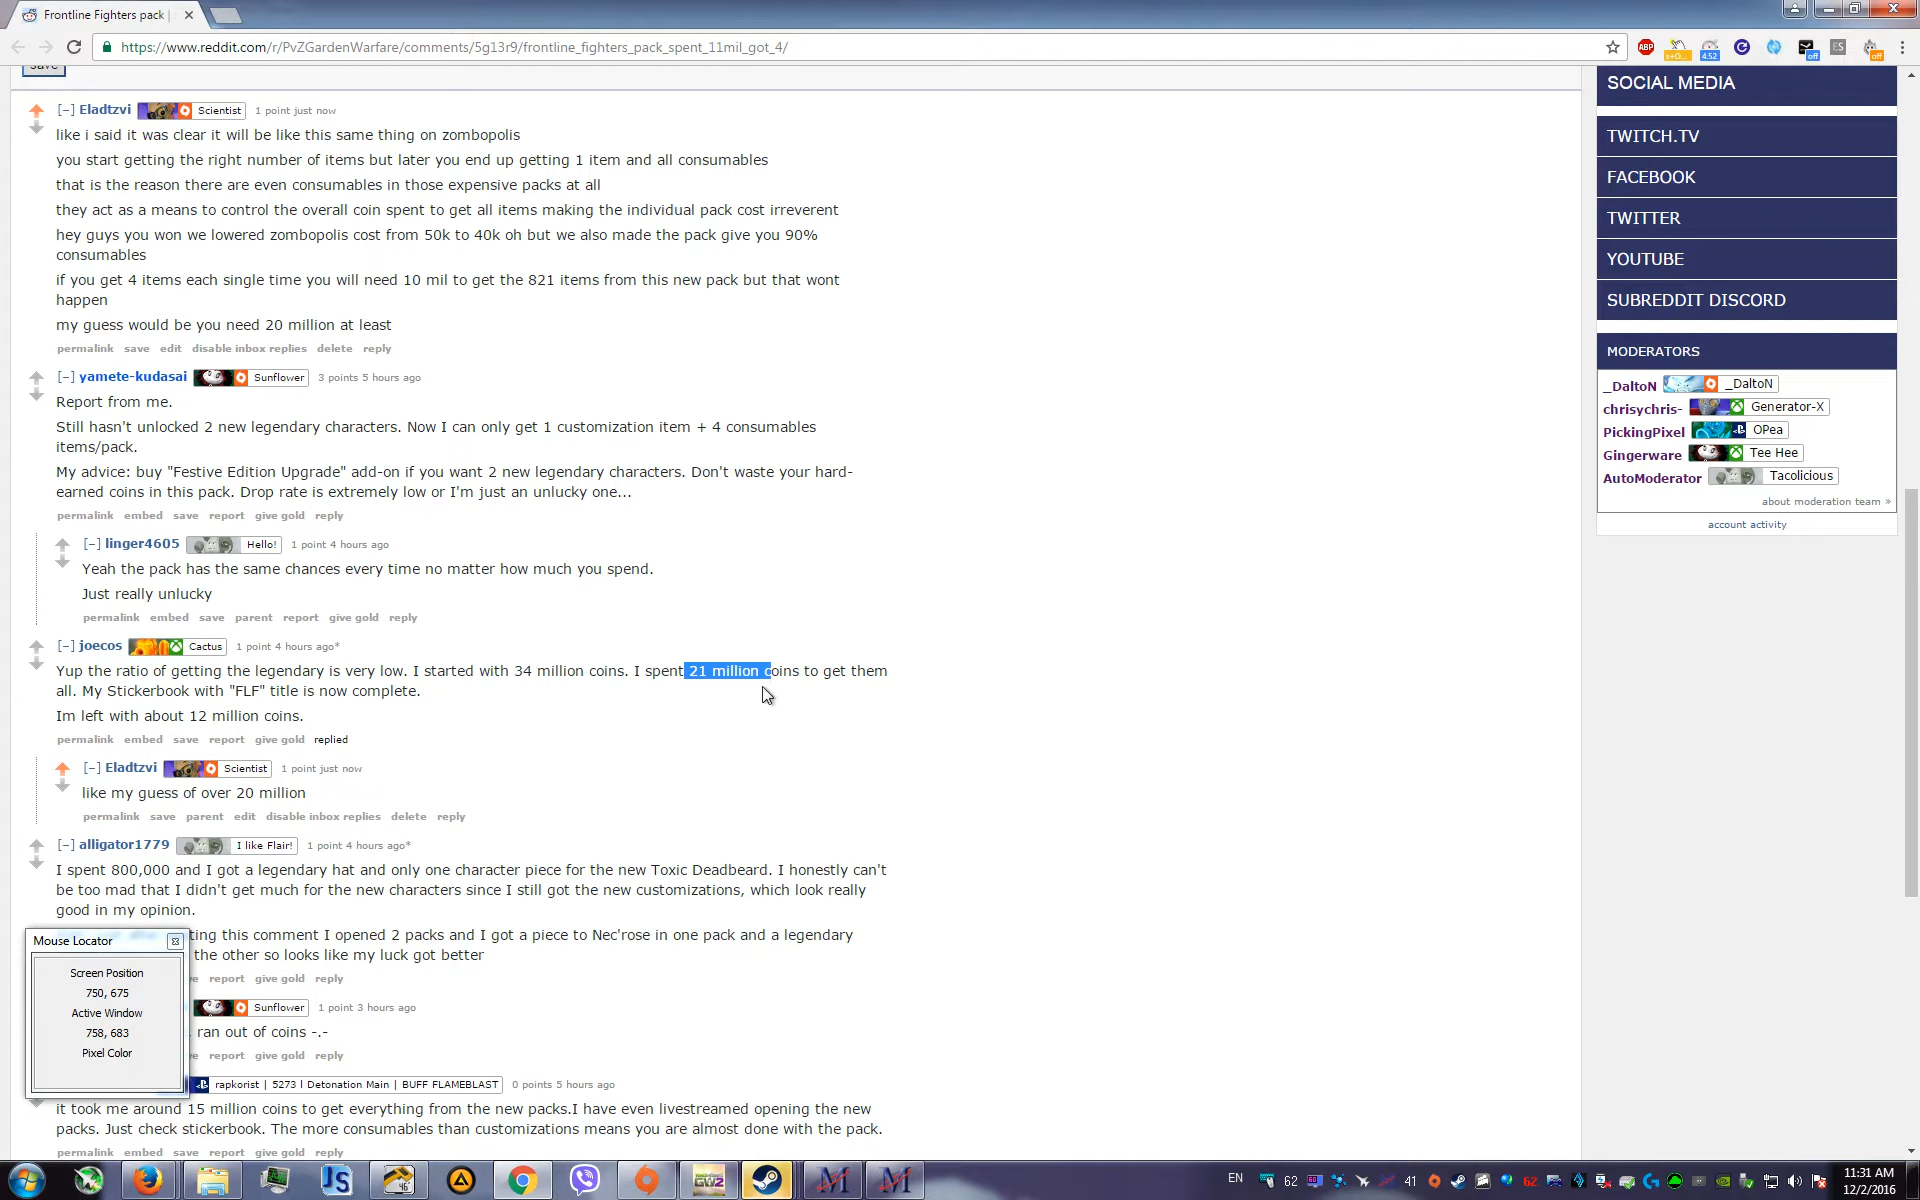 Frontline Fighters pack |
https://www.reddit.com/r/PvZGardenWarfare/comments/5g13r9/frontline_fighters_pack_spent_11mil_got_4/
save
[–] Eladtzvi Scientist 1 point just now
like i said it was clear it will be like this same thing on zombopolis
you start getting the right number of items but later you end up getting 1 item and all consumables
that is the reason there are even consumables in those expensive packs at all
they act as a means to control the overall coin spent to get all items making the individual pack cost irreverent
hey guys you won we lowered zombopolis cost from 50k to 40k oh but we also made the pack give you 90%
consumables
if you get 4 items each single time you will need 10 mil to get the 821 items from this new pack but that wont
happen
my guess would be you need 20 million at least
permalink save edit disable inbox replies delete reply
[–] yamete-kudasai Sunflower 3 points 5 hours ago
Report from me.
Still hasn't unlocked 2 new legendary characters. Now I can only get 1 customization item + 4 consumables
items/pack.
My advice: buy "Festive Edition Upgrade" add-on if you want 2 new legendary characters. Don't waste your hard-
earned coins in this pack. Drop rate is extremely low or I'm just an unlucky one...
permalink embed save report give gold reply
[–] linger4605 Hello! 1 point 4 hours ago
Yeah the pack has the same chances every time no matter how much you spend.
Just really unlucky
permalink embed save parent report give gold reply
[–] joecos Cactus 1 point 4 hours ago*
Yup the ratio of getting the legendary is very low. I started with 34 million coins. I spent 21 million coins to get them
all. My Stickerbook with "FLF" title is now complete.
Im left with about 12 million coins.
permalink embed save report give gold replied
[–] Eladtzvi Scientist 1 point just now
like my guess of over 20 million
permalink save parent edit disable inbox replies delete reply
[–] alligator1779 I like Flair! 1 point 4 hours ago*
I spent 800,000 and I got a legendary hat and only one character piece for the new Toxic Deadbeard. I honestly can't
be too mad that I didn't get much for the new characters since I still got the new customizations, which look really
good in my opinion.
ting this comment I opened 2 packs and I got a piece to Nec'rose in one pack and a legendary
the other so looks like my luck got better
report give gold reply
Sunflower 1 point 3 hours ago
ran out of coins -.-
report give gold reply
rapkorist | 5273 l Detonation Main | BUFF FLAMEBLAST 0 points 5 hours ago
it took me around 15 million coins to get everything from the new packs.I have even livestreamed opening the new
packs. Just check stickerbook. The more consumables than customizations means you are almost done with the pack.
permalink embed save report give gold reply
Mouse Locator
Screen Position
750, 675
Active Window
758, 683
Pixel Color
SOCIAL MEDIA
TWITCH.TV
FACEBOOK
TWITTER
YOUTUBE
SUBREDDIT DISCORD
MODERATORS
_DaltoN _DaltoN
chrisychris- Generator-X
PickingPixel OPea
Gingerware Tee Hee
AutoModerator Tacolicious
about moderation team »
account activity
EN 62 41 62 11:31 AM
12/2/2016